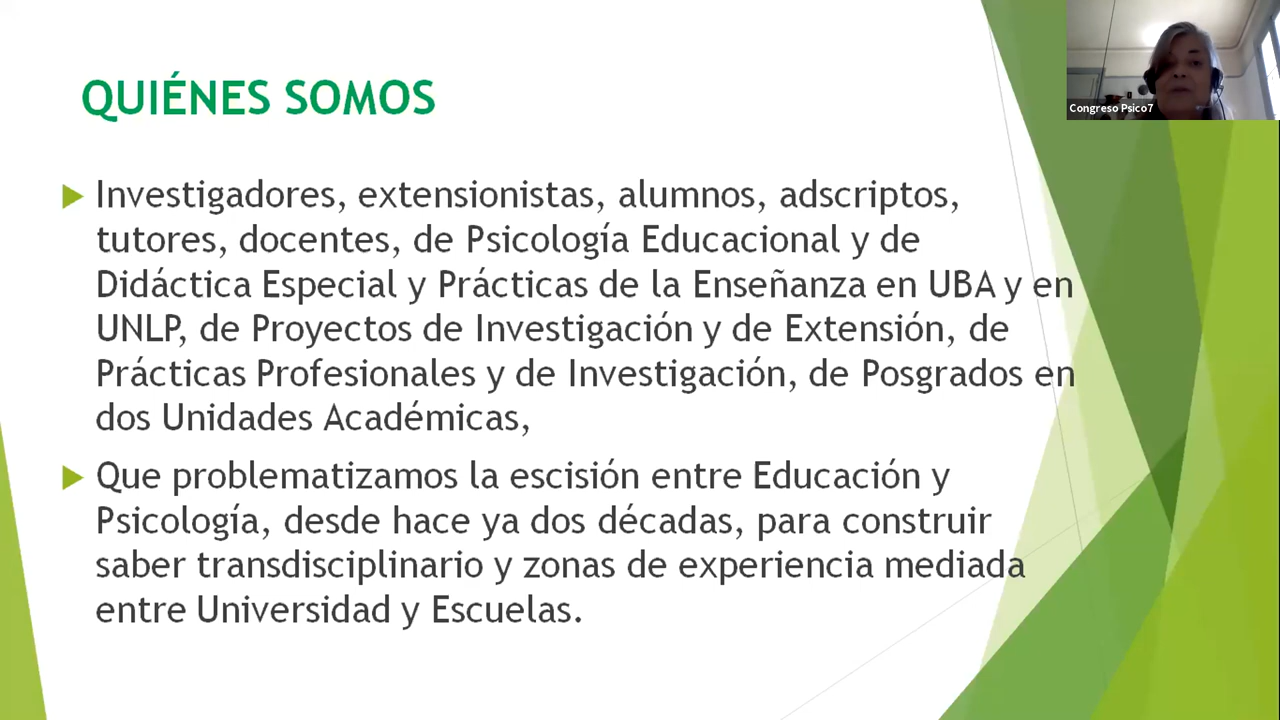 QUIÉNES SOMOS
Congreso Psico7
Investigadores, extensionistas, alumnos, adscriptos,
tutores, docentes, de Psicología Educacional y de
Didáctica Especial y Prácticas de la Enseñanza en UBA y en
UNLP, de Proyectos de Investigación y de Extensión, de
Prácticas Profesionales y de Investigación, de Posgrados en
dos Unidades Académicas,
Que problematizamos la escisión entre Educación y
Psicología, desde hace ya dos décadas, para construir
saber transdisciplinario y zonas de experiencia mediada
entre Universidad y Escuelas.